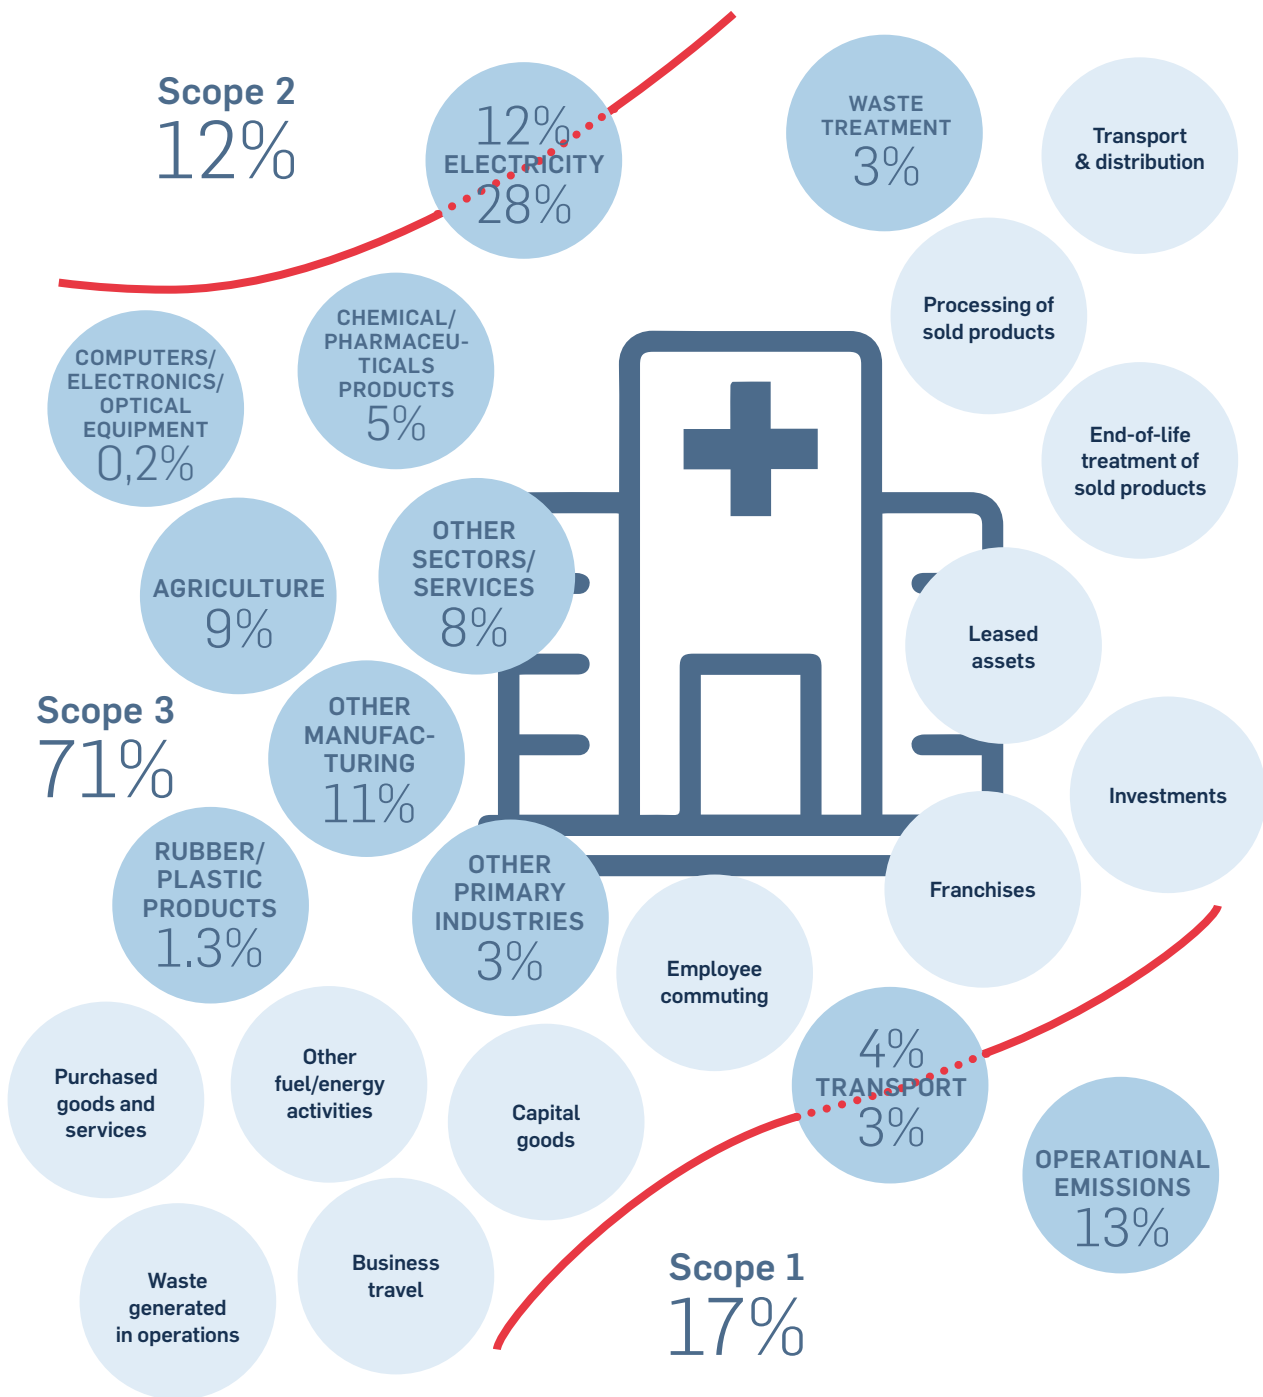 Scope 2
12%
12%
ELECTRICITY
28%
WASTE
TREATMENT
3%
Transport
& distribution
Processing of
sold products
End-of-life
treatment of
sold products
COMPUTERS/
ELECTRONICS/
OPTICAL
EQUIPMENT
0,2%
CHEMICAL/
PHARMACEU-
TICALS
PRODUCTS
5%
AGRICULTURE
9%
OTHER
SECTORS/
SERVICES
8%
Leased
assets
Scope 3
71%
OTHER
MANUFAC-
TURING
11%
Investments
RUBBER/
PLASTIC
PRODUCTS
1.3%
OTHER
PRIMARY
INDUSTRIES
3%
Franchises
Employee
commuting
Purchased
goods and
services
Other
fuel/energy
activities
Capital
goods
4%
TRANSPORT
3%
OPERATIONAL
EMISSIONS
13%
Waste
generated
in operations
Business
travel
Scope 1
17%